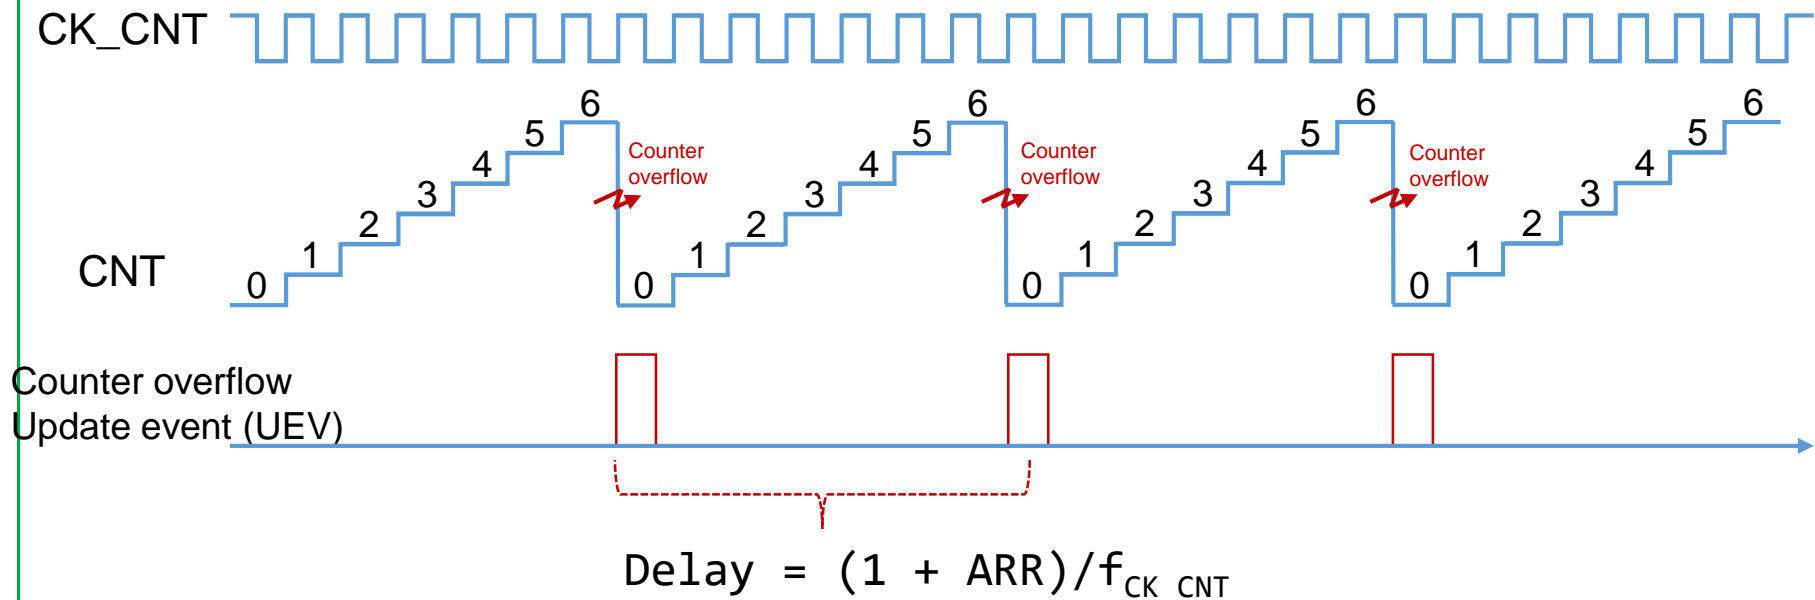 CK_CNT
6 6 6 6
5 5 5 5
Counter overflow
Counter overflow
Counter overflow
4 4 4 4
3 3 3 3
2 2 2 2
1 1 1 1
CNT
0 0 0 0
Counter overflow
Update event (UEV)
Delay = (1 + ARR)/fCK_CNT